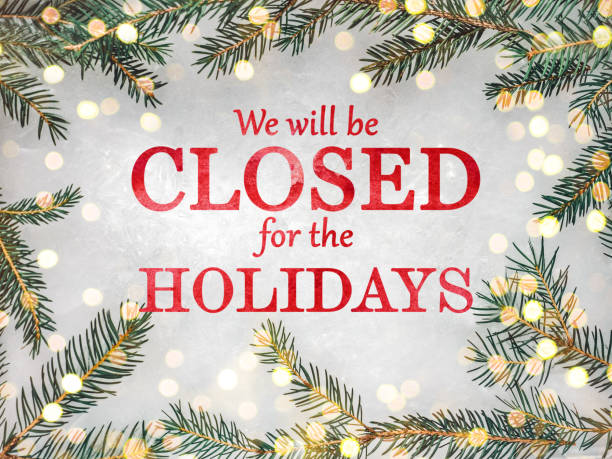 We will be
CLOSED
for the
HOLIDAYS